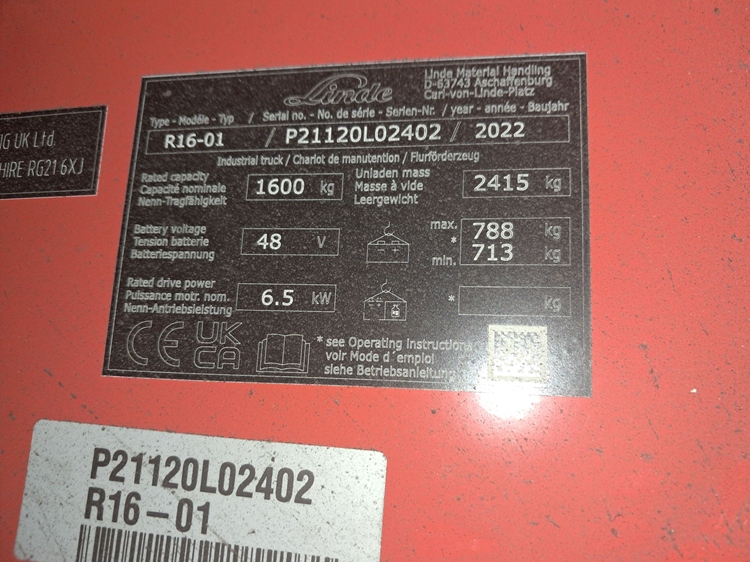 Linde
Linde Material Handling
D-63743 Aschaffenburg
Carl-von-Linde-Platz
Type - Modéle - Typ / Serial no. - No. de série - Serien-Nr. / year - année - Baujahr
R16-01 / P21120L02402 / 2022
Industrial truck / Chariot de manutention / Flurförderzeug
Rated capacity
Capacité nominale
Nenn-Tragfähigkeit
1600 kg
Unladen mass
Masse à vide
Leergewicht
2415 kg
Battery voltage
Tension batterie
Batteriespannung
48 V
max. 788 kg
*
min. 713 kg
Rated drive power
Puissance motr. nom.
Nenn-Antriebsleistung
6.5 kW
kg
* kg
CE UK
CA
* see Operating Instructions
voir Mode d´emploi
siehe Betriebsanleitung
NG UK Ltd.
HIRE RG21 6XJ
P21120L02402
R16-01